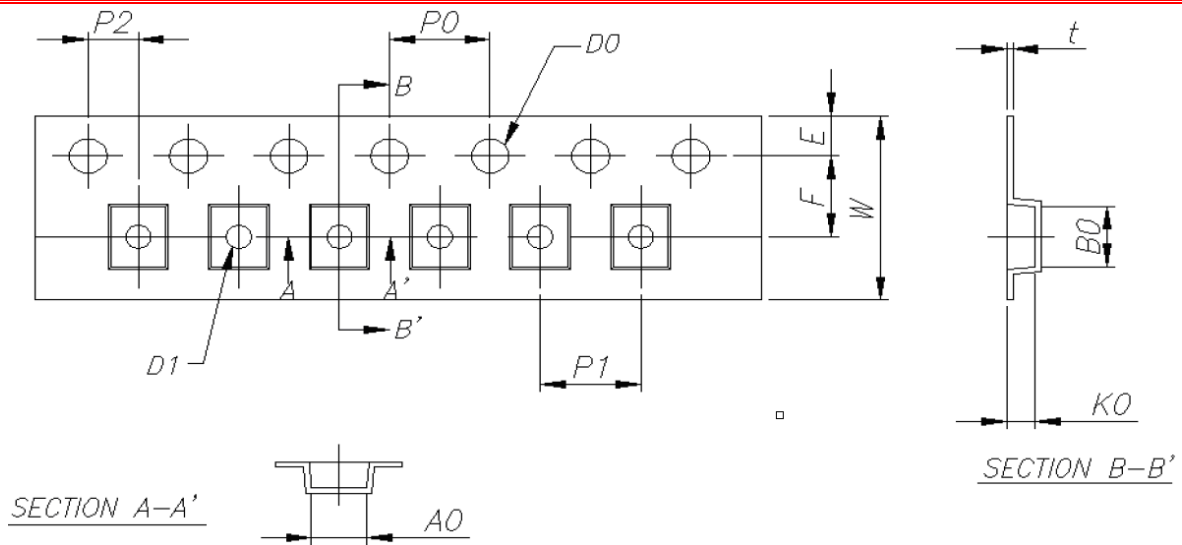 P2
P0
D0
t
B
E
F
W
B0
A
A'
B'
D1
P1
K0
SECTION B-B'
SECTION A-A'
A0